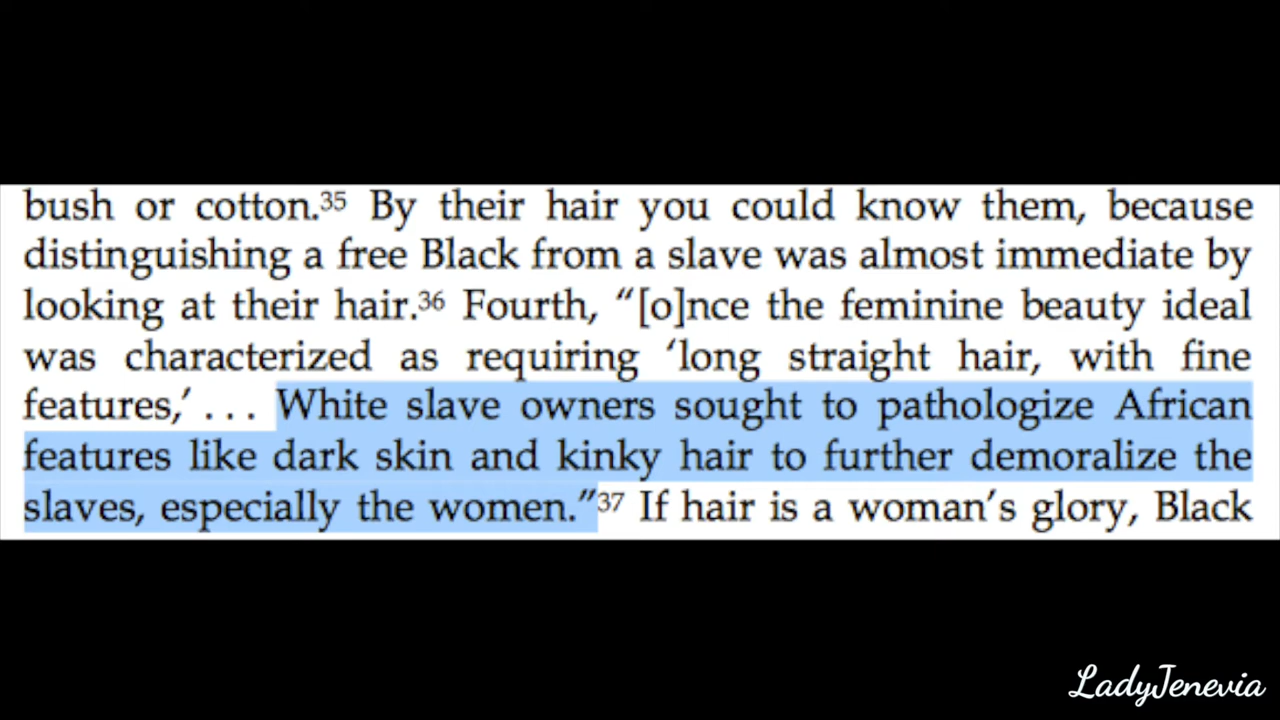 bush or cotton.³⁵ By their hair you could know them, because
distinguishing a free Black from a slave was almost immediate by
looking at their hair.³⁶ Fourth, “[o]nce the feminine beauty ideal
was characterized as requiring ‘long straight hair, with fine
features,’ . . . White slave owners sought to pathologize African
features like dark skin and kinky hair to further demoralize the
slaves, especially the women.”³⁷ If hair is a woman’s glory, Black
LadyJenevia